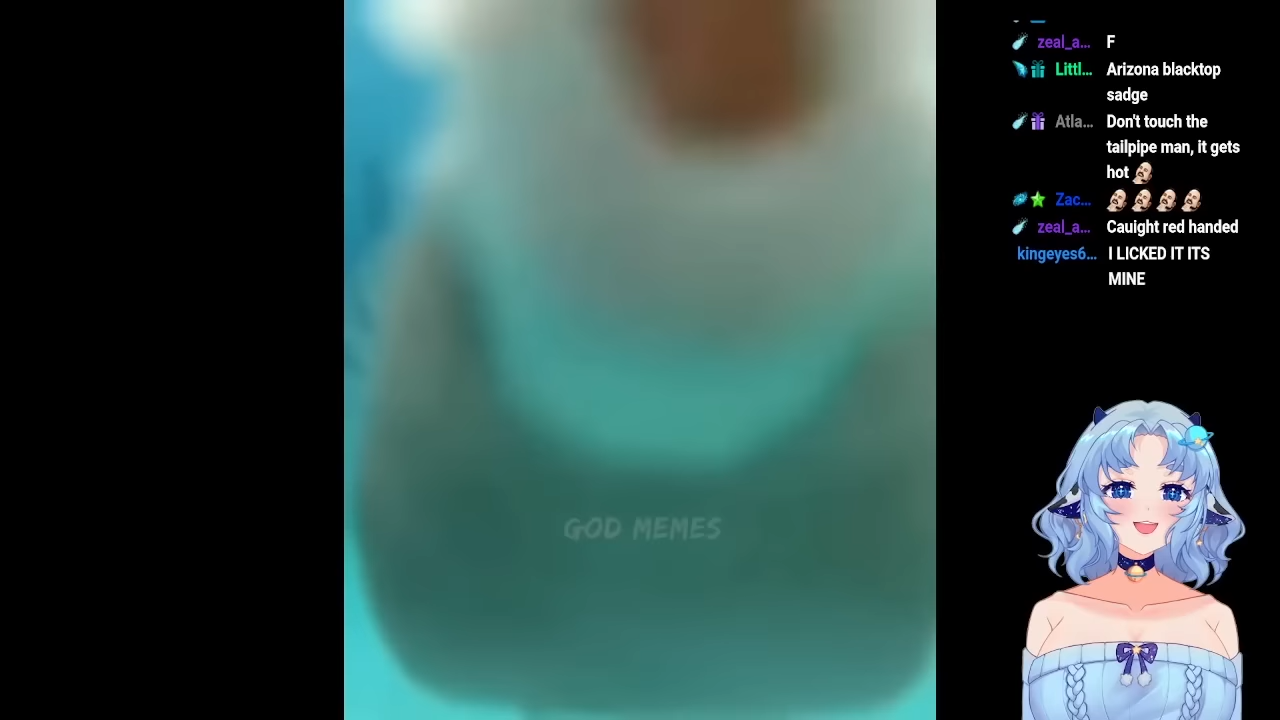 zeal_a... F
Littl... Arizona blacktop
sadge
Atla... Don't touch the
tailpipe man, it gets
hot
Zac...
zeal_a... Cauight red handed
kingeyes6... I LICKED IT ITS
MINE
GOD MEMES